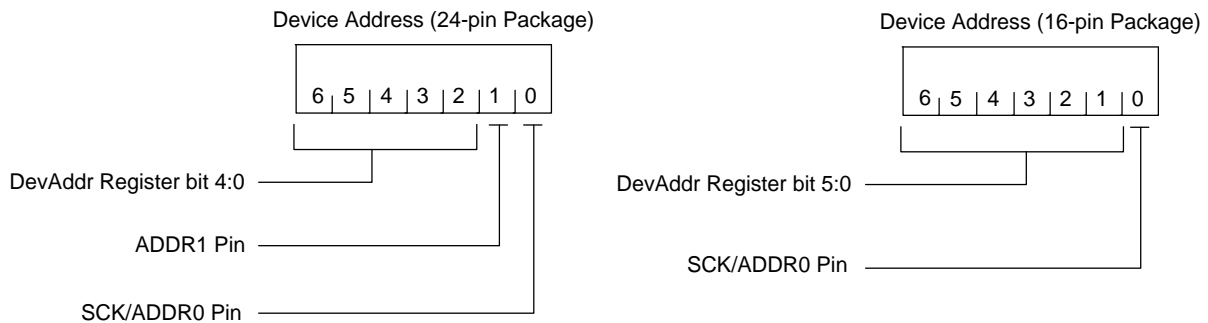 Device Address (24-pin Package)
6 5 4 3 2 1 0
DevAddr Register bit 4:0
ADDR1 Pin
SCK/ADDR0 Pin
Device Address (16-pin Package)
6 5 4 3 2 1 0
DevAddr Register bit 5:0
SCK/ADDR0 Pin